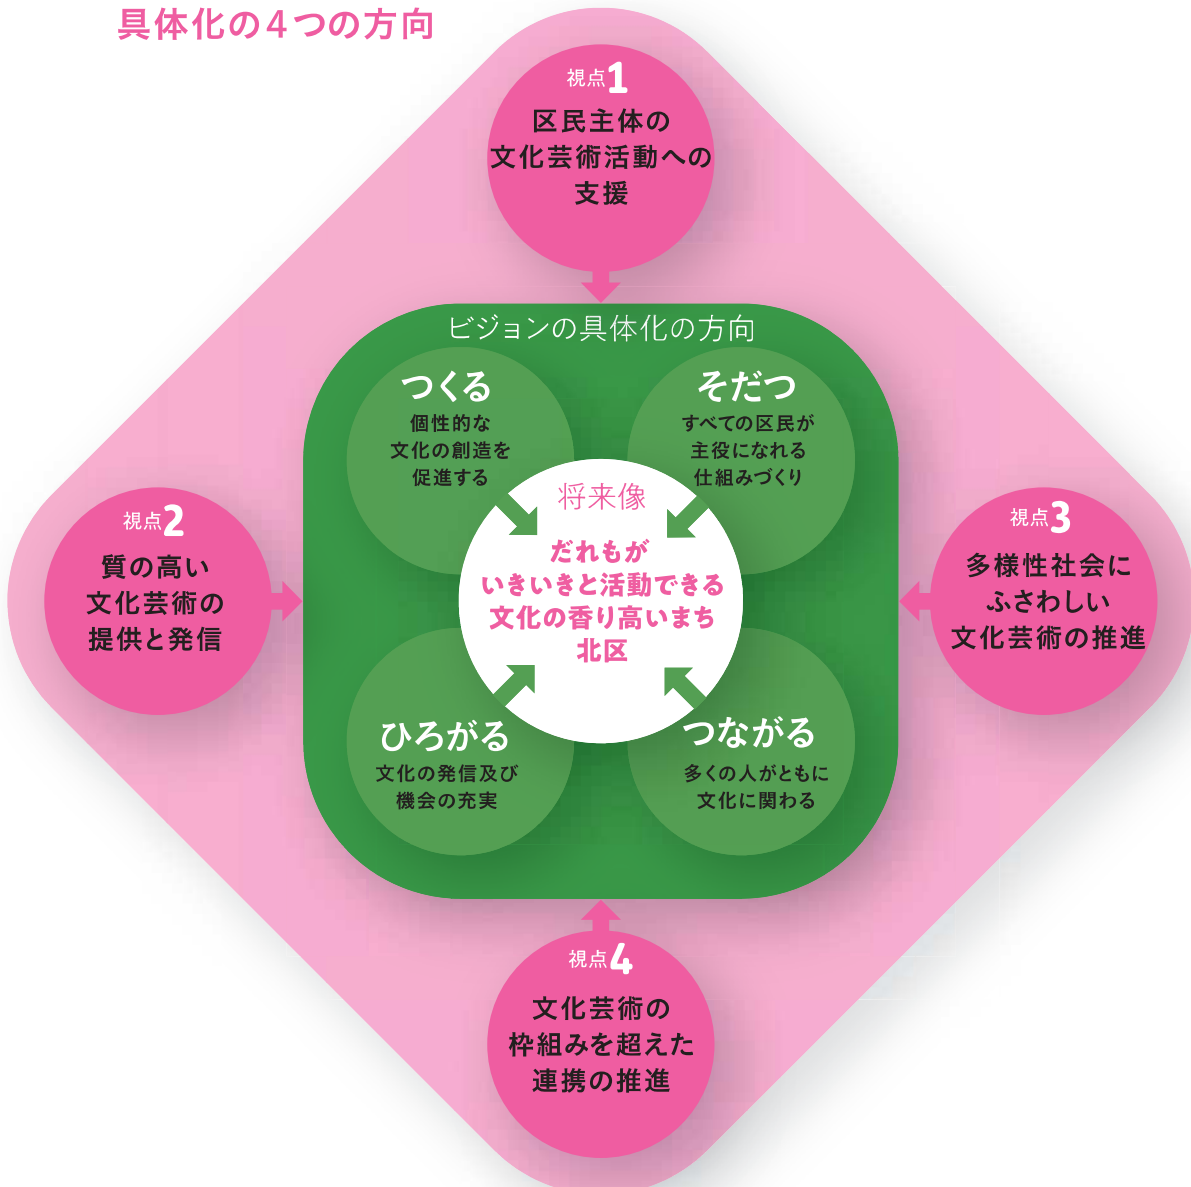 具体化の4つの方向
視点1
区民主体の
文化芸術活動への
支援
ビジョンの具体化の方向
つくる
個性的な
文化の創造を
促進する
そだつ
すべての区民が
主役になれる
仕組みづくり
視点2
質の高い
文化芸術の
提供と発信
将来像
だれもが
いきいきと活動できる
文化の香り高いまち
北区
視点3
多様性社会に
ふさわしい
文化芸術の推進
ひろがる
文化の発信及び
機会の充実
つながる
多くの人がともに
文化に関わる
視点4
文化芸術の
枠組みを超えた
連携の推進